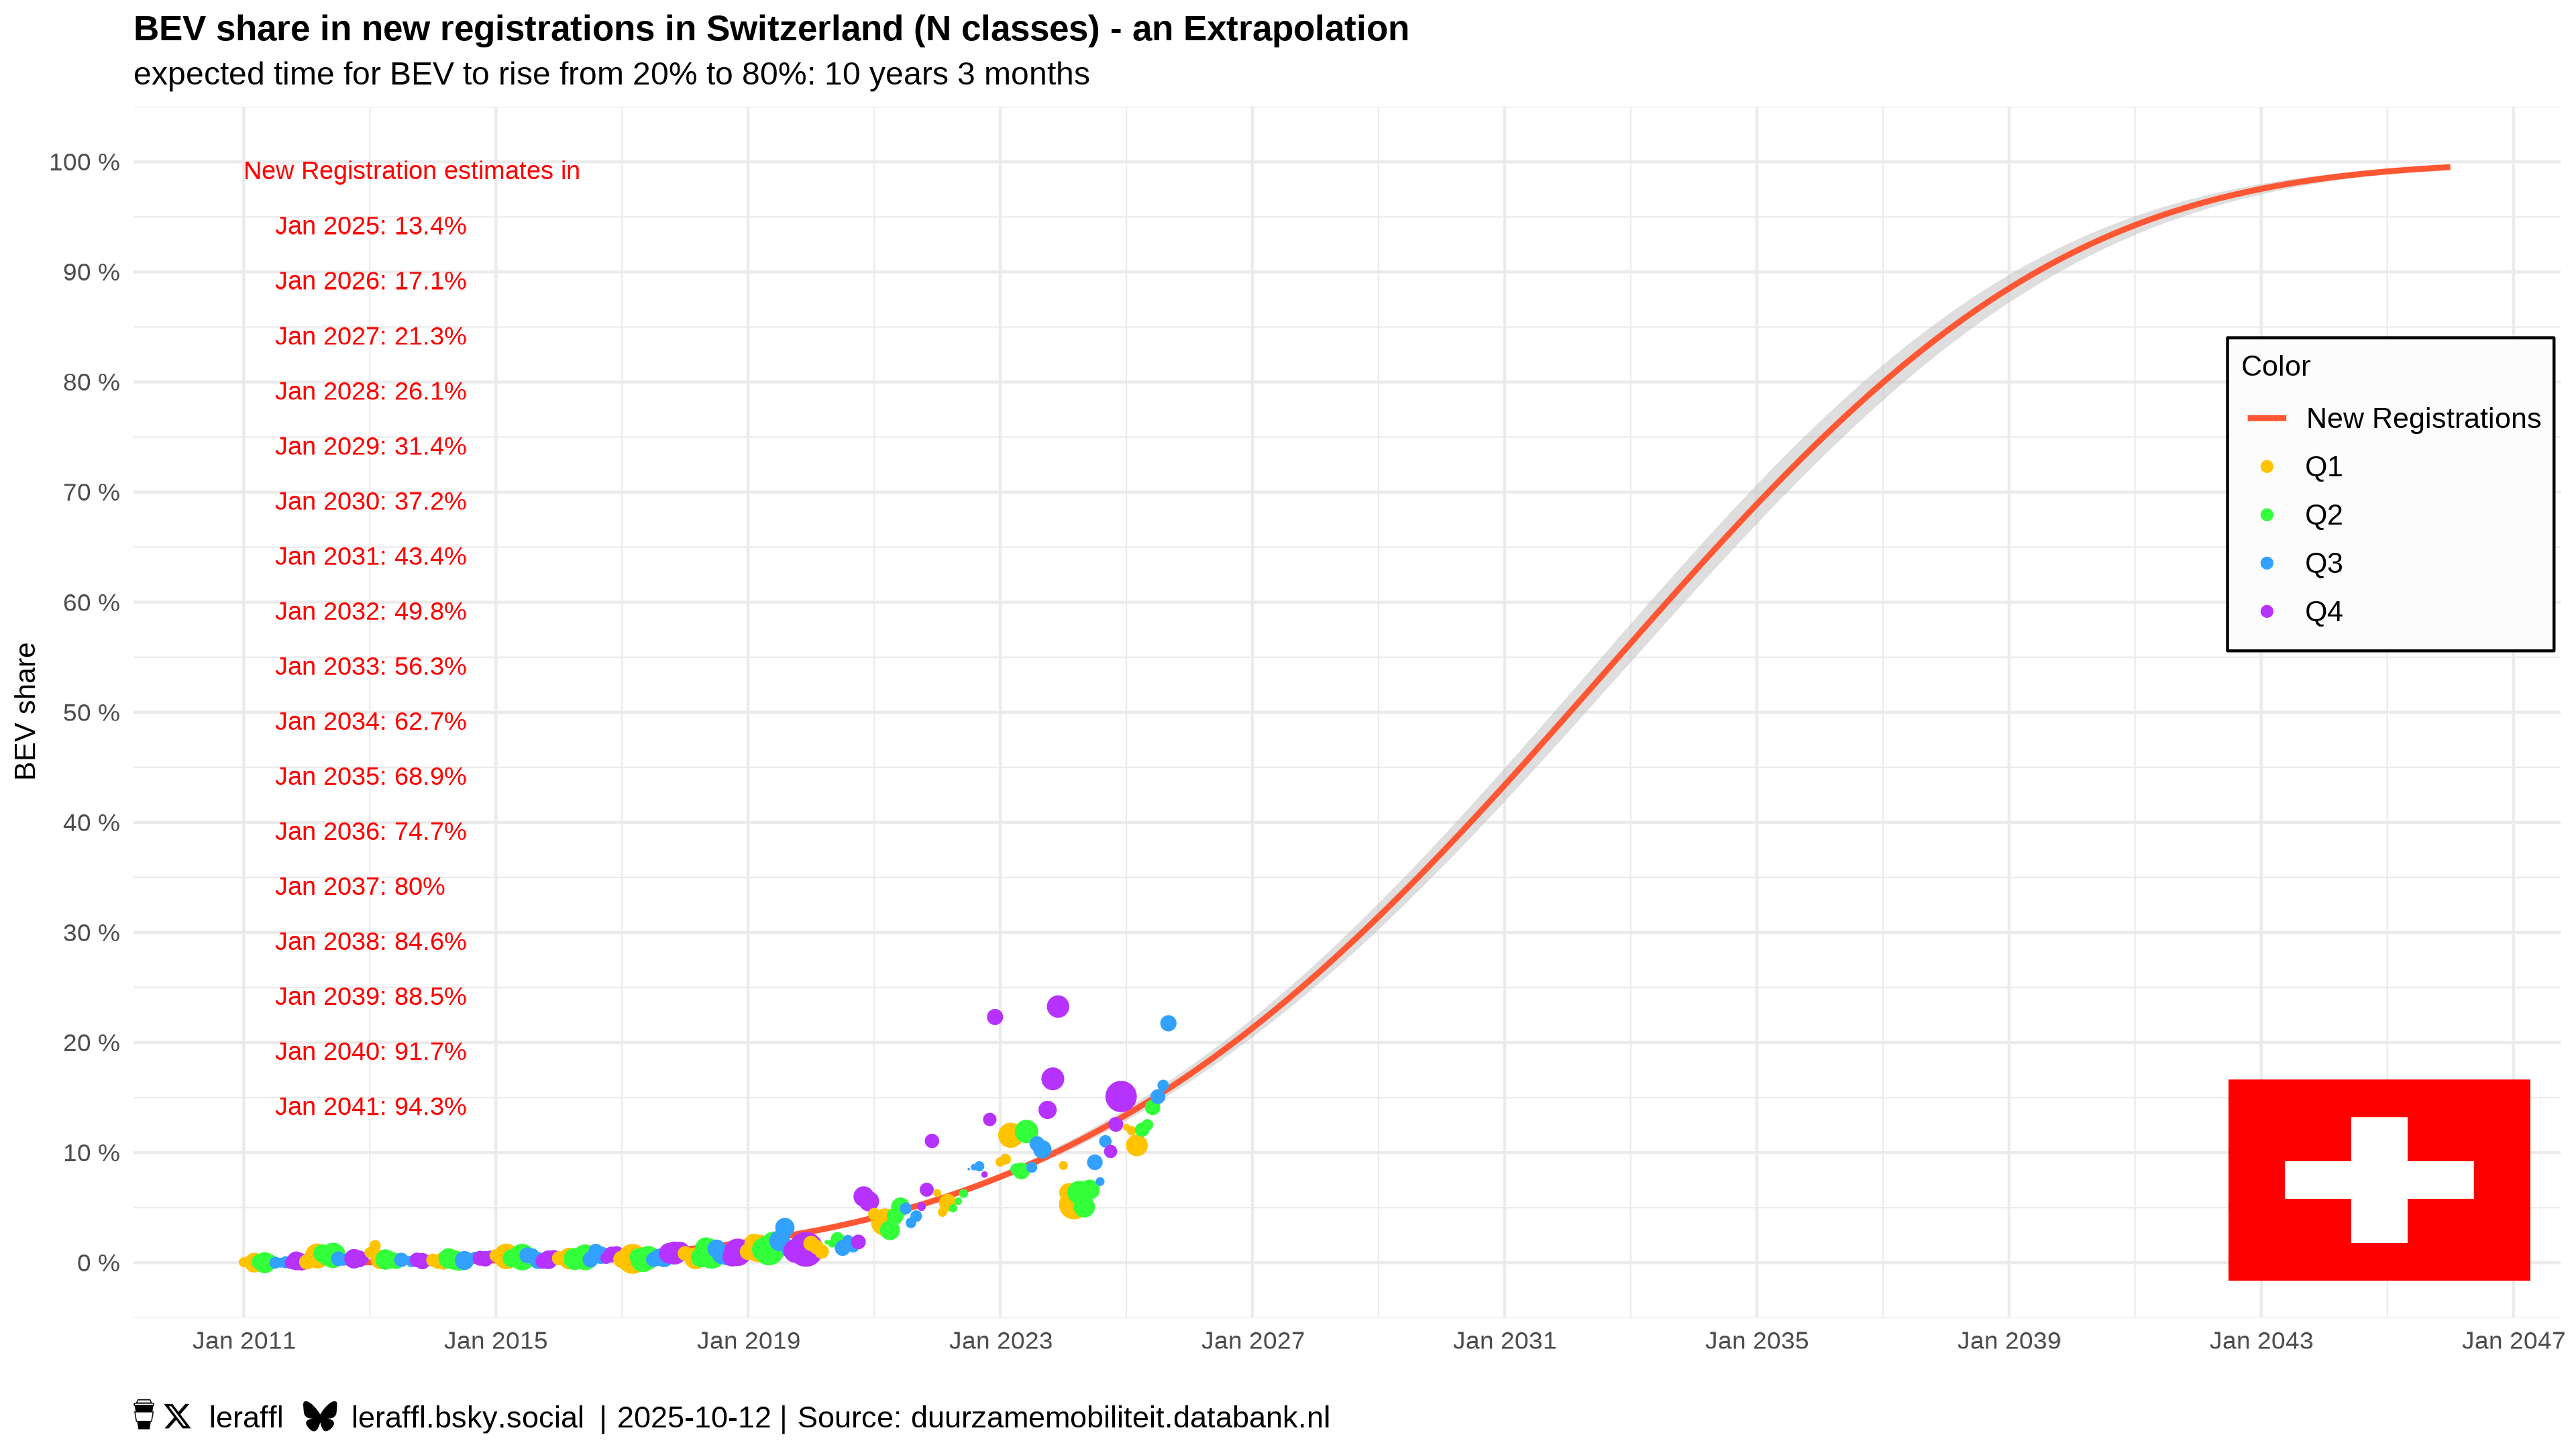 BEV share in new registrations in Switzerland (N classes) - an Extrapolation
expected time for BEV to rise from 20% to 80%: 10 years 3 months
BEV share
100 %
90 %
80 %
70 %
60 %
50 %
40 %
30 %
20 %
10 %
0 %
New Registration estimates in
Jan 2025: 13.4%
Jan 2026: 17.1%
Jan 2027: 21.3%
Jan 2028: 26.1%
Jan 2029: 31.4%
Jan 2030: 37.2%
Jan 2031: 43.4%
Jan 2032: 49.8%
Jan 2033: 56.3%
Jan 2034: 62.7%
Jan 2035: 68.9%
Jan 2036: 74.7%
Jan 2037: 80%
Jan 2038: 84.6%
Jan 2039: 88.5%
Jan 2040: 91.7%
Jan 2041: 94.3%
Color
New Registrations
Q1
Q2
Q3
Q4
Jan 2011 Jan 2015 Jan 2019 Jan 2023 Jan 2027 Jan 2031 Jan 2035 Jan 2039 Jan 2043 Jan 2047
leraffl leraffl.bsky.social | 2025-10-12 | Source: duurzamemobiliteit.databank.nl